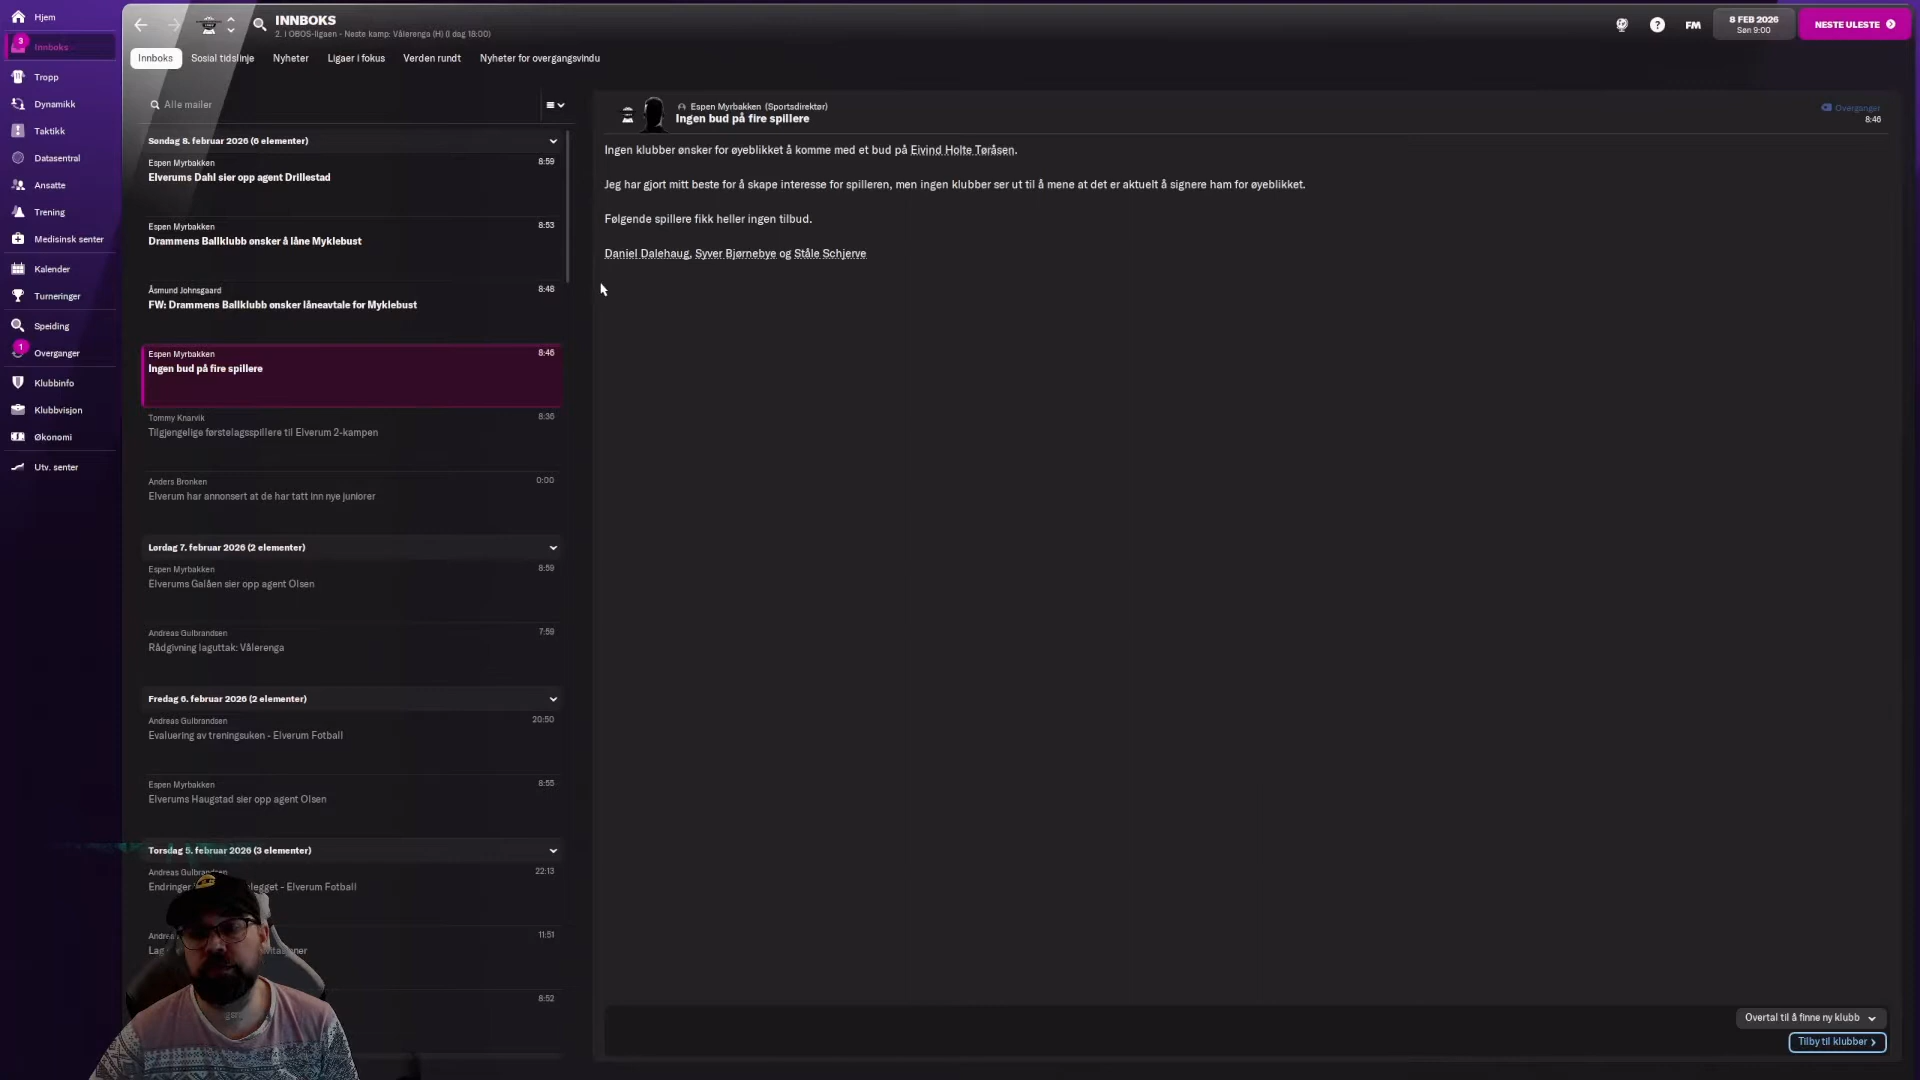 Hjem
3
Innboks
Tropp
Dynamikk
Taktikk
Datasentral
Ansatte
Trening
Medisinsk senter
Kalender
Turneringer
Speiding
1
Overganger
Klubbinfo
Klubbvisjon
Økonomi
Utv. senter
INNBOKS
2. I OBOS-ligaen - Neste kamp: Vålerenga (H) (I dag 18:00)
?
FM
8 FEB 2026
Søn 9:00
NESTE ULESTE
Innboks
Sosial tidslinje
Nyheter
Ligaer i fokus
Verden rundt
Nyheter for overgangsvindu
Alle mailer
Søndag 8. februar 2026 (6 elementer)
Espen Myrbakken 8:59
Elverums Dahl sier opp agent Drillestad
Espen Myrbakken 8:53
Drammens Ballklubb ønsker å låne Myklebust
Åsmund Johnsgaard 8:48
FW: Drammens Ballklubb ønsker låneavtale for Myklebust
Espen Myrbakken 8:46
Ingen bud på fire spillere
Tommy Knarvik 8:36
Tilgjengelige førstelagsspillere til Elverum 2-kampen
Anders Bronken 0:00
Elverum har annonsert at de har tatt inn nye juniorer
Lørdag 7. februar 2026 (2 elementer)
Espen Myrbakken 8:59
Elverums Galåen sier opp agent Olsen
Andreas Gulbrandsen 7:59
Rådgivning laguttak: Vålerenga
Fredag 6. februar 2026 (2 elementer)
Andreas Gulbrandsen 20:50
Evaluering av treningsuken - Elverum Fotball
Espen Myrbakken 8:55
Elverums Haugstad sier opp agent Olsen
Torsdag 5. februar 2026 (3 elementer)
Andreas Gulbrandsen 22:13
Endringer legget - Elverum Fotball
11:51
Lag
8:52
Espen Myrbakken (Sportsdirektør)
Ingen bud på fire spillere
Overganger
8:46
Ingen klubber ønsker for øyeblikket å komme med et bud på Eivind Holte Tøråsen.
Jeg har gjort mitt beste for å skape interesse for spilleren, men ingen klubber ser ut til å mene at det er aktuelt å signere ham for øyeblikket.
Følgende spillere fikk heller ingen tilbud.
Daniel Dalehaug, Syver Bjørnebye og Ståle Schjerve
Overtal til å finne ny klubb
Tilby til klubber